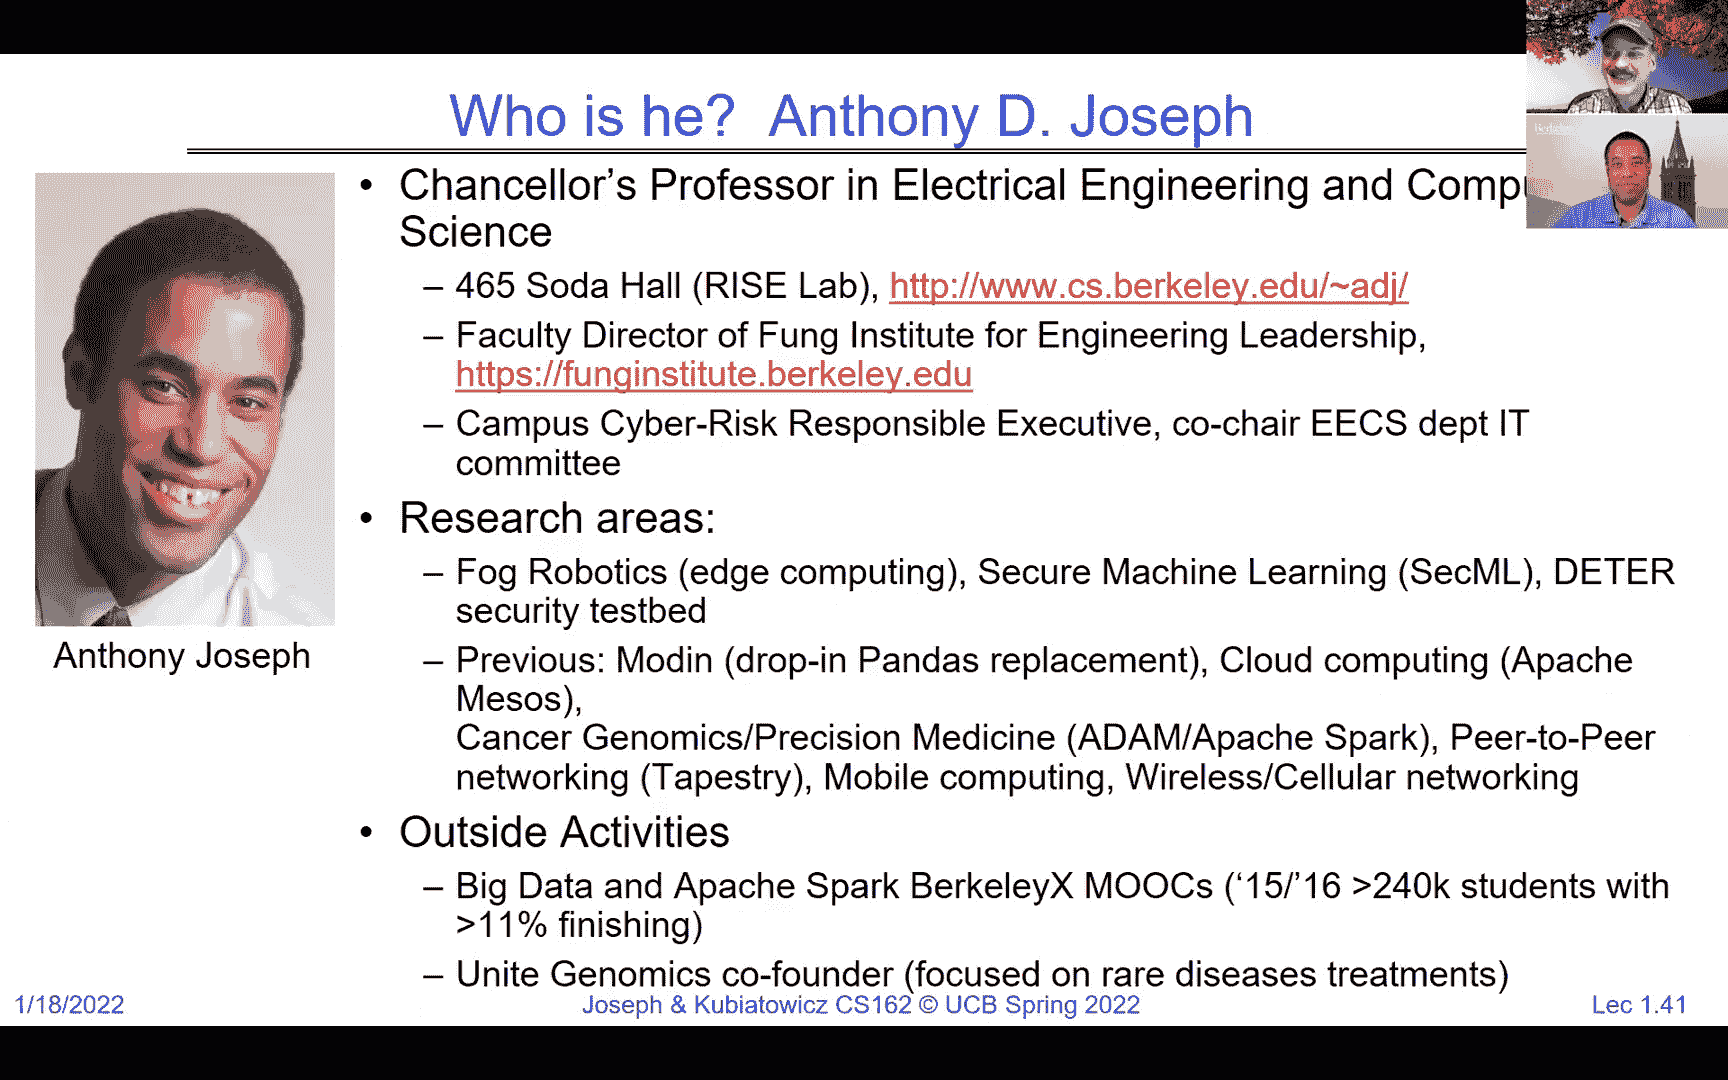 Who is he? Anthony D. Joseph
• Chancellor’s Professor in Electrical Engineering and
Science
– 465 Soda Hall (RISE Lab), http://www.cs.berkeley.edu/~adj/
– Faculty Director of Fung Institute for Engineering Leadership,
https://funginstitute.berkeley.edu
– Campus Cyber-Risk Responsible Executive, co-chair EECS dept IT
committee
• Research areas:
– Fog Robotics (edge computing), Secure Machine Learning (SecML), DETER
security testbed
– Previous: Modin (drop-in Pandas replacement), Cloud computing (Apache
Mesos),
Cancer Genomics/Precision Medicine (ADAM/Apache Spark), Peer-to-Peer
networking (Tapestry), Mobile computing, Wireless/Cellular networking
• Outside Activities
– Big Data and Apache Spark BerkeleyX MOOCs (‘15/’16 >240k students with
>11% finishing)
– Unite Genomics co-founder (focused on rare diseases treatments)
Anthony Joseph
1/18/2022
Joseph & Kubiatowicz CS162 © UCB Spring 2022
Lec 1.41